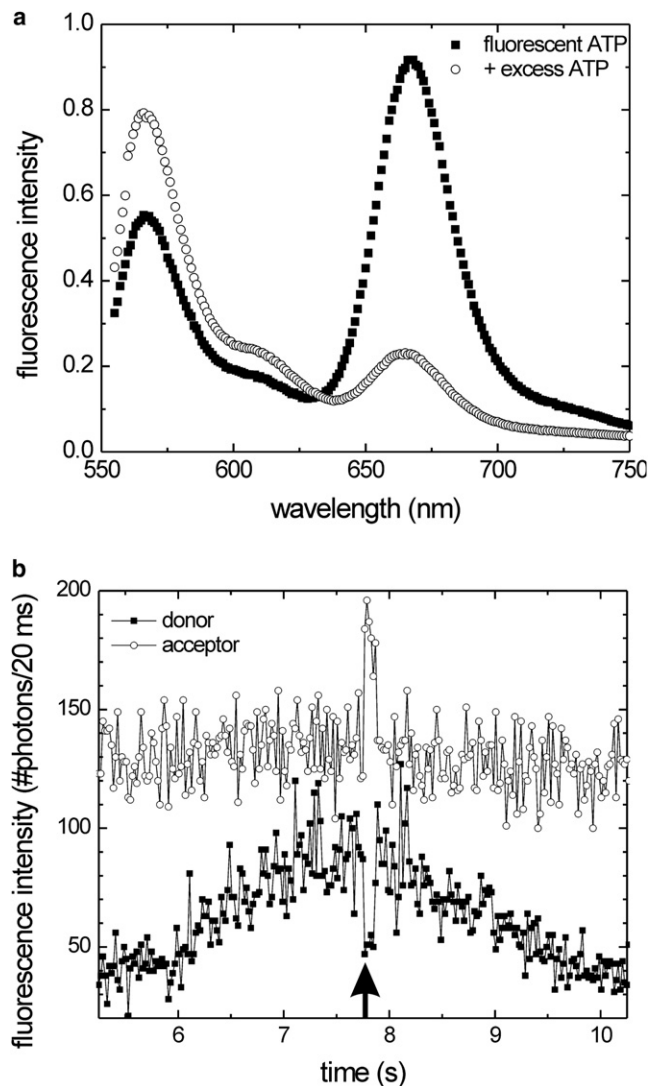 a
fluorescence intensity
1.0
0.8
0.6
0.4
0.2
0.0
fluorescent ATP
+ excess ATP
550 600 650 700 750
wavelength (nm)
b
fluorescence intensity (#photons/20 ms)
200
150
100
50
donor
acceptor
6 7 8 9 10
time (s)